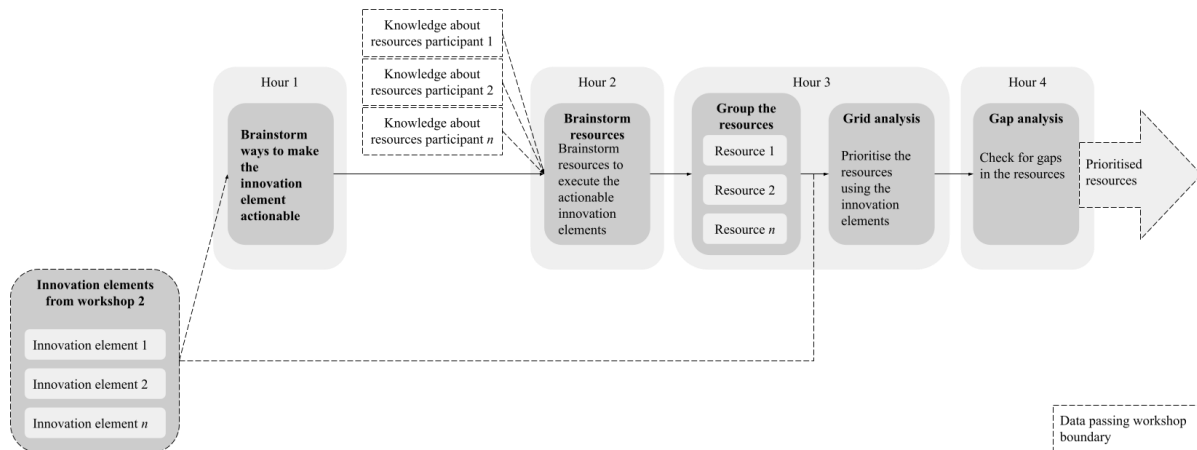 Knowledge about
resources participant 1
Knowledge about
resources participant 2
Knowledge about
resources participant n
Hour 1
Brainstorm
ways to make
the
innovation
element
actionable
Hour 2
Brainstorm
resources
Brainstorm
resources to
execute the
actionable
innovation
elements
Hour 3
Group the
resources
Resource 1
Resource 2
Resource n
Grid analysis
Prioritise the
resources
using the
innovation
elements
Hour 4
Gap analysis
Check for gaps
in the resources
Prioritised
resources
Innovation elements
from workshop 2
Innovation element 1
Innovation element 2
Innovation element n
Data passing workshop
boundary